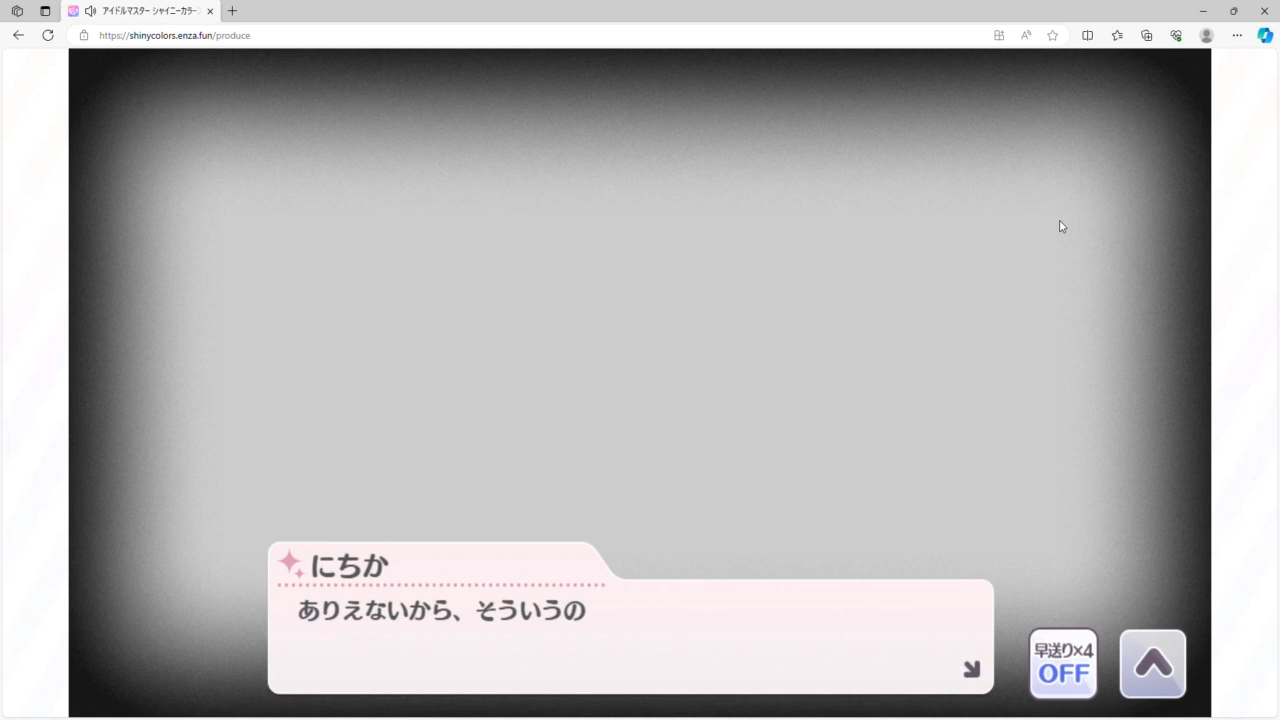 アイドルマスター シャイニーカラー
https://shinycolors.enza.fun/produce
にちか
ありえないから、そういうの
早送り×4
OFF